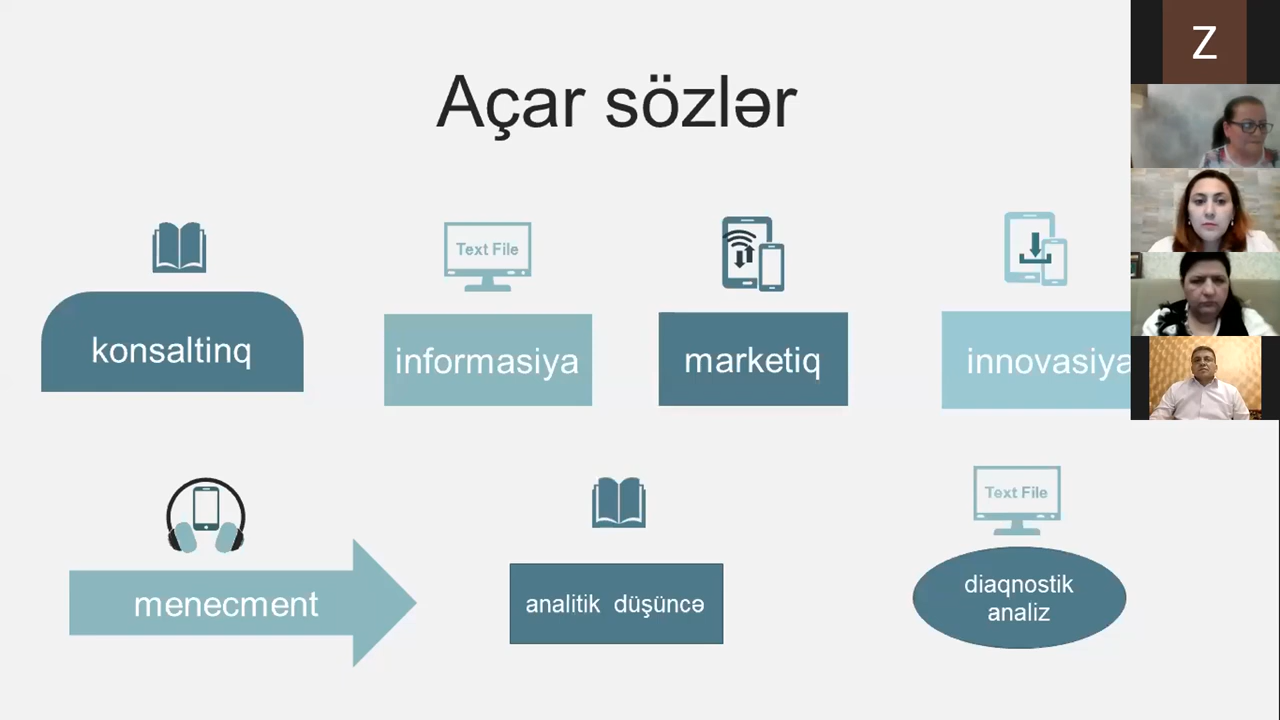 Açar sözlər
Z
Text File
konsaltinq
informasiya
marketiq
innovasiya
Text File
menecment
analitik düşüncə
diaqnostik
analiz